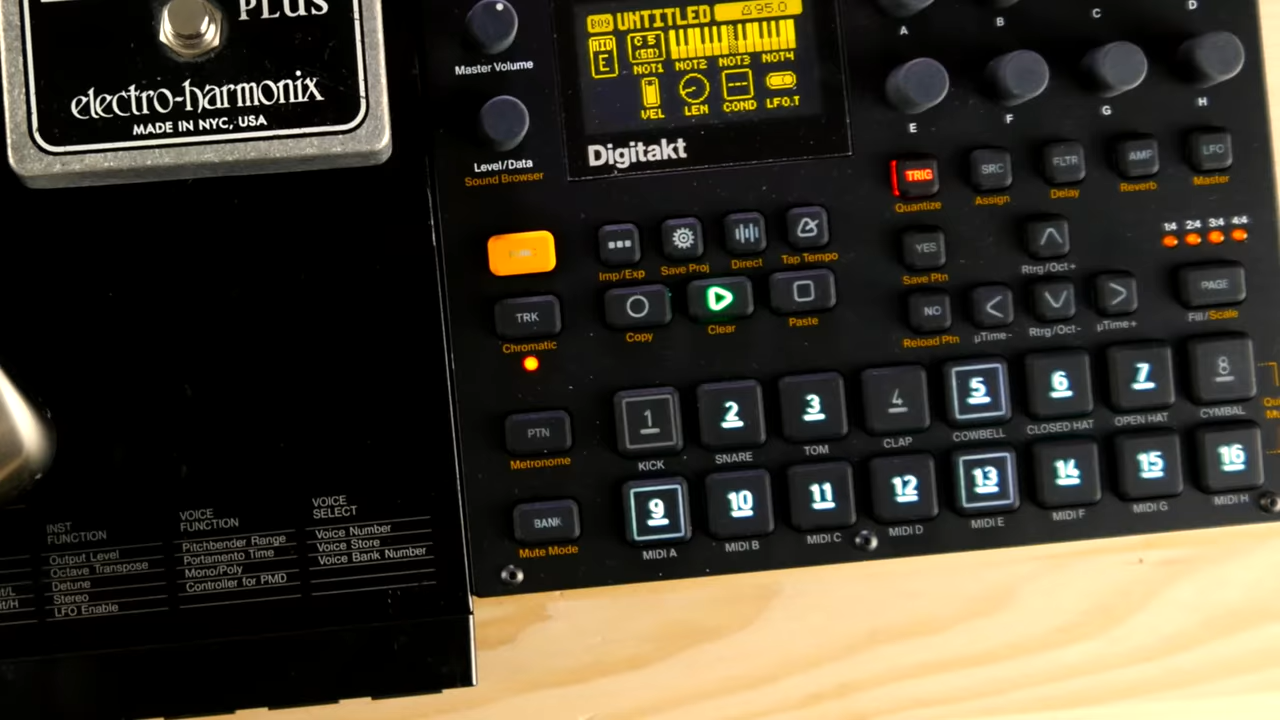 PLUS
electro-harmonix
MADE IN NYC, USA
Master Volume
Level/Data
Sound Browser
B09 UNTITLED 95.0
MID
E
C 5
(60)
NOT1 NOT2 NOT3 NOT4
VEL LEN COND LFO.T
Digitakt
A B C D
E F G H
TRIG SRC FLTR AMP LFO
Quantize Assign Delay Reverb Master
1:4 2:4 3:4 4:4
Imp/Exp Save Proj Direct Tap Tempo
YES
Save Ptn
Rtrg/Oct+
PAGE
Fill/Scale
TRK
Chromatic
Copy Clear Paste
NO
Reload Ptn µTime- Rtrg/Oct- µTime+
PTN
Metronome
1 2 3 4 5 6 7 8
KICK SNARE TOM CLAP COWBELL CLOSED HAT OPEN HAT CYMBAL
BANK
Mute Mode
9 10 11 12 13 14 15 16
MIDI A MIDI B MIDI C MIDI D MIDI E MIDI F MIDI G MIDI H
INST
FUNCTION
Output Level
Octave Transpose
Detune
Stereo
LFO Enable
VOICE
FUNCTION
Pitchbender Range
Portamento Time
Mono/Poly
Controller for PMD
VOICE
SELECT
Voice Number
Voice Store
Voice Bank Number